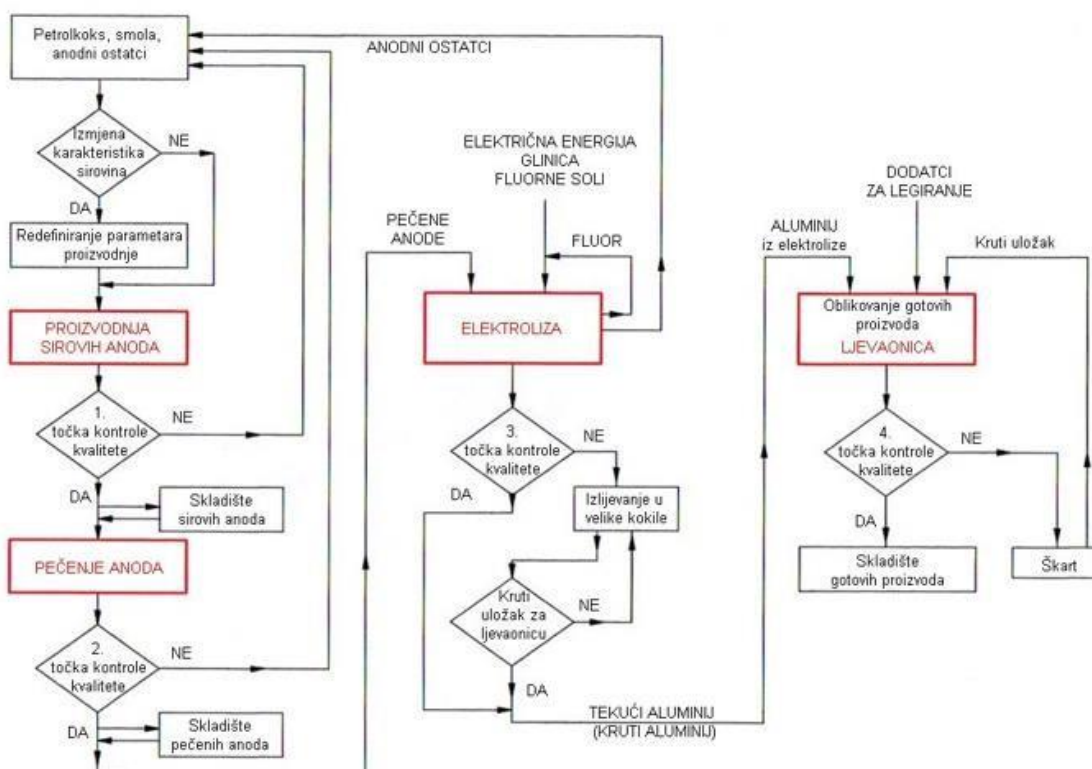 Petrolkoks, smola,
anodni ostatci
Izmjena
karakteristika
sirovina
NE
DA
Redefiniranje parametara
proizvodnje
PROIZVODNJA
SIROVIH ANODA
1.
točka kontrole
kvalitete
NE
DA
Skladište
sirovih anoda
PEČENJE ANODA
2.
točka kontrole
kvalitete
NE
DA
Skladište
pečenih anoda
ANODNI OSTATCI
ELEKTRIČNA ENERGIJA
GLINICA
FLUORNE SOLI
PEČENE
ANODE
FLUOR
ELEKTROLIZA
3.
točka kontrole
kvalitete
NE
DA
Izlijevanje u
velike kokile
Kruti
uložak za
ljevaonicu
NE
DA
TEKUĆI ALUMINIJ
(KRUTI ALUMINIJ)
DODATCI
ZA LEGIRANJE
ALUMINIJ
iz elektrolize
Kruti uložak
Oblikovanje gotovih
proizvoda
LJEVAONICA
4.
točka kontrole
kvalitete
NE
DA
Skladište
gotovih proizvoda
Škart